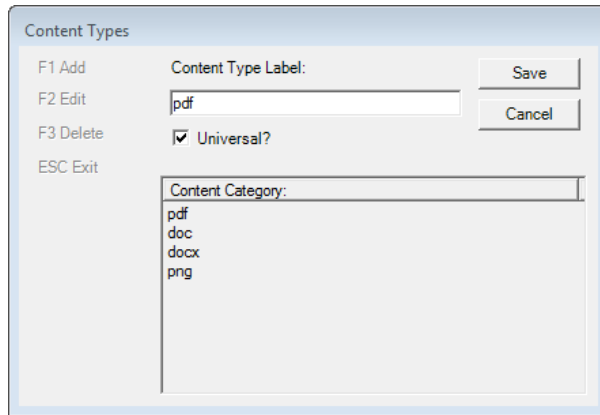 Content Types
F1 Add
F2 Edit
F3 Delete
ESC Exit
Content Type Label:
pdf
Universal?
Save
Cancel
Content Category:
pdf
doc
docx
png